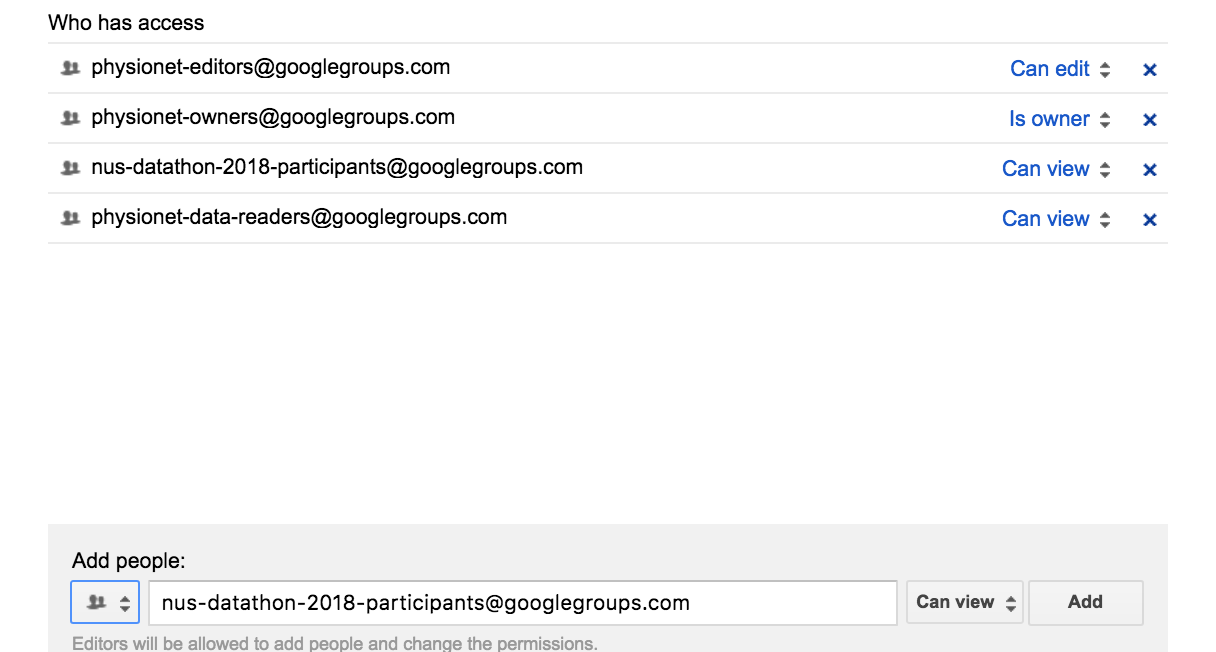 Who has access
physionet-editors@googlegroups.com Can edit
physionet-owners@googlegroups.com Is owner
nus-datathon-2018-participants@googlegroups.com Can view
physionet-data-readers@googlegroups.com Can view
Add people:
nus-datathon-2018-participants@googlegroups.com Can view Add
Editors will be allowed to add people and change the permissions.